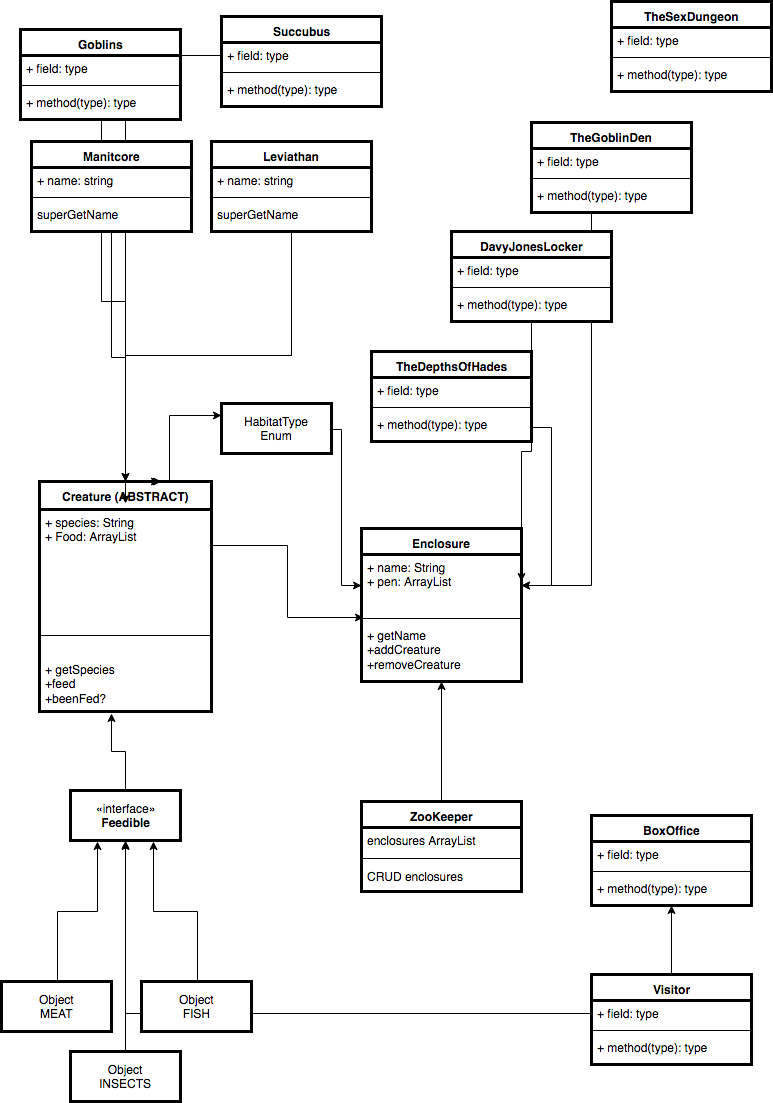 Goblins
+ field: type
+ method(type): type
Succubus
+ field: type
+ method(type): type
TheSexDungeon
+ field: type
+ method(type): type
Manitcore
+ name: string
superGetName
Leviathan
+ name: string
superGetName
TheGoblinDen
+ field: type
+ method(type): type
DavyJonesLocker
+ field: type
+ method(type): type
TheDepthsOfHades
+ field: type
+ method(type): type
HabitatType
Enum
Creature (ABSTRACT)
+ species: String
+ Food: ArrayList
+ getSpecies
+feed
+beenFed?
Enclosure
+ name: String
+ pen: ArrayList
+ getName
+addCreature
+removeCreature
«interface»
Feedible
ZooKeeper
enclosures ArrayList
CRUD enclosures
BoxOffice
+ field: type
+ method(type): type
Object
MEAT
Object
FISH
Visitor
+ field: type
+ method(type): type
Object
INSECTS